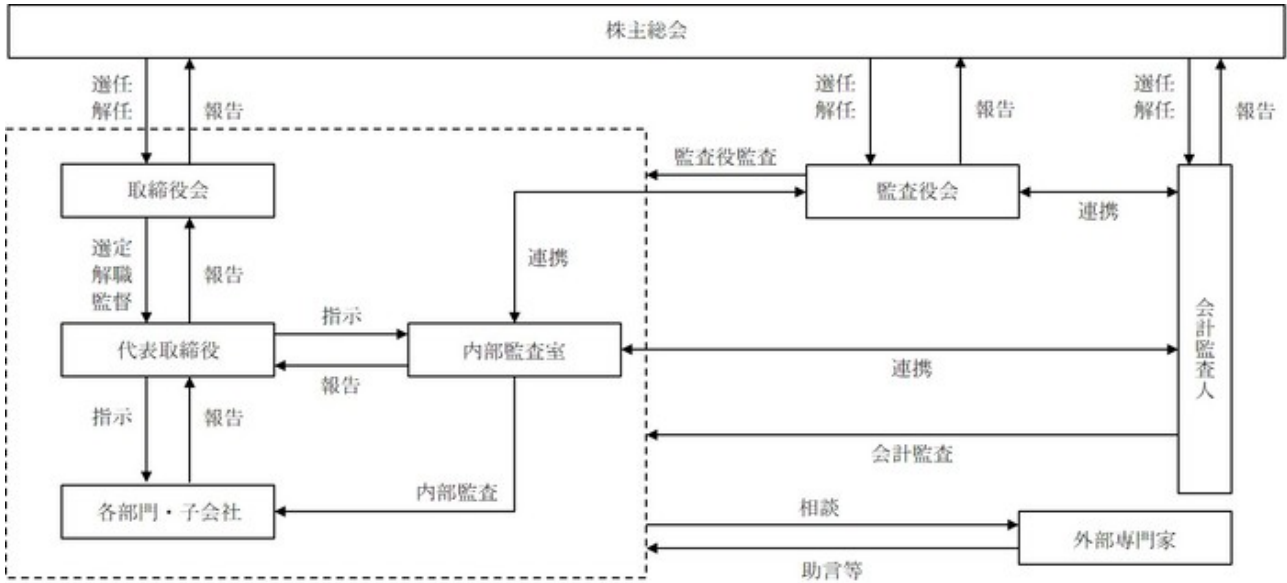 株主総会
選任
解任
報告
選任
解任
報告
選任
解任
報告
取締役会
監査役監査
監査役会
連携
選定
解職
監督
報告
連携
代表取締役
指示
報告
内部監査室
連携
会計監査人
指示
報告
会計監査
各部門・子会社
内部監査
相談
助言等
外部専門家